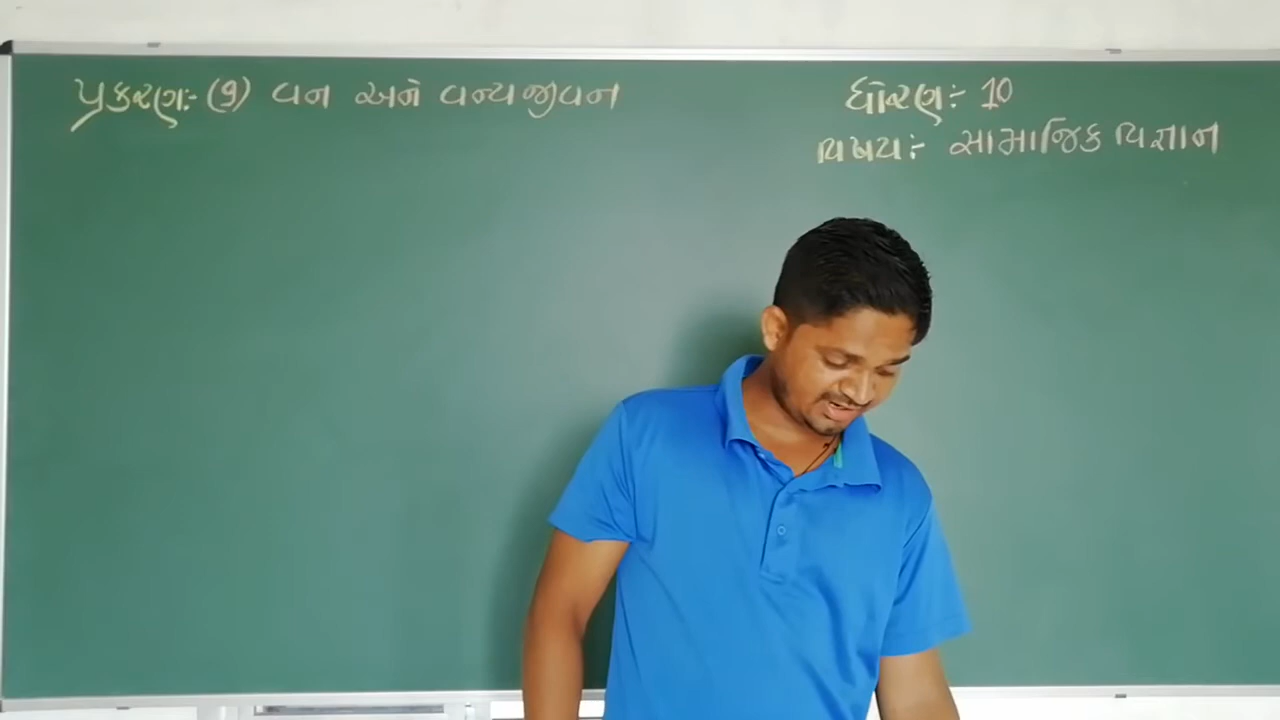 પ્રકરણ:- (9) વન અને વન્યજીવન
ધોરણ:- 10
વિષય:- સામાજિક વિજ્ઞાન